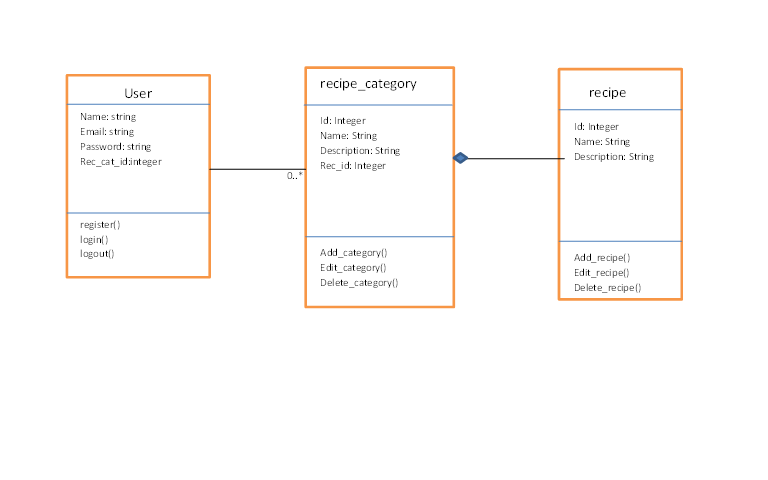 User
Name: string
Email: string
Password: string
Rec_cat_id:integer
register()
login()
logout()
0..*
recipe_category
Id: Integer
Name: String
Description: String
Rec_id: Integer
Add_category()
Edit_category()
Delete_category()
recipe
Id: Integer
Name: String
Description: String
Add_recipe()
Edit_recipe()
Delete_recipe()